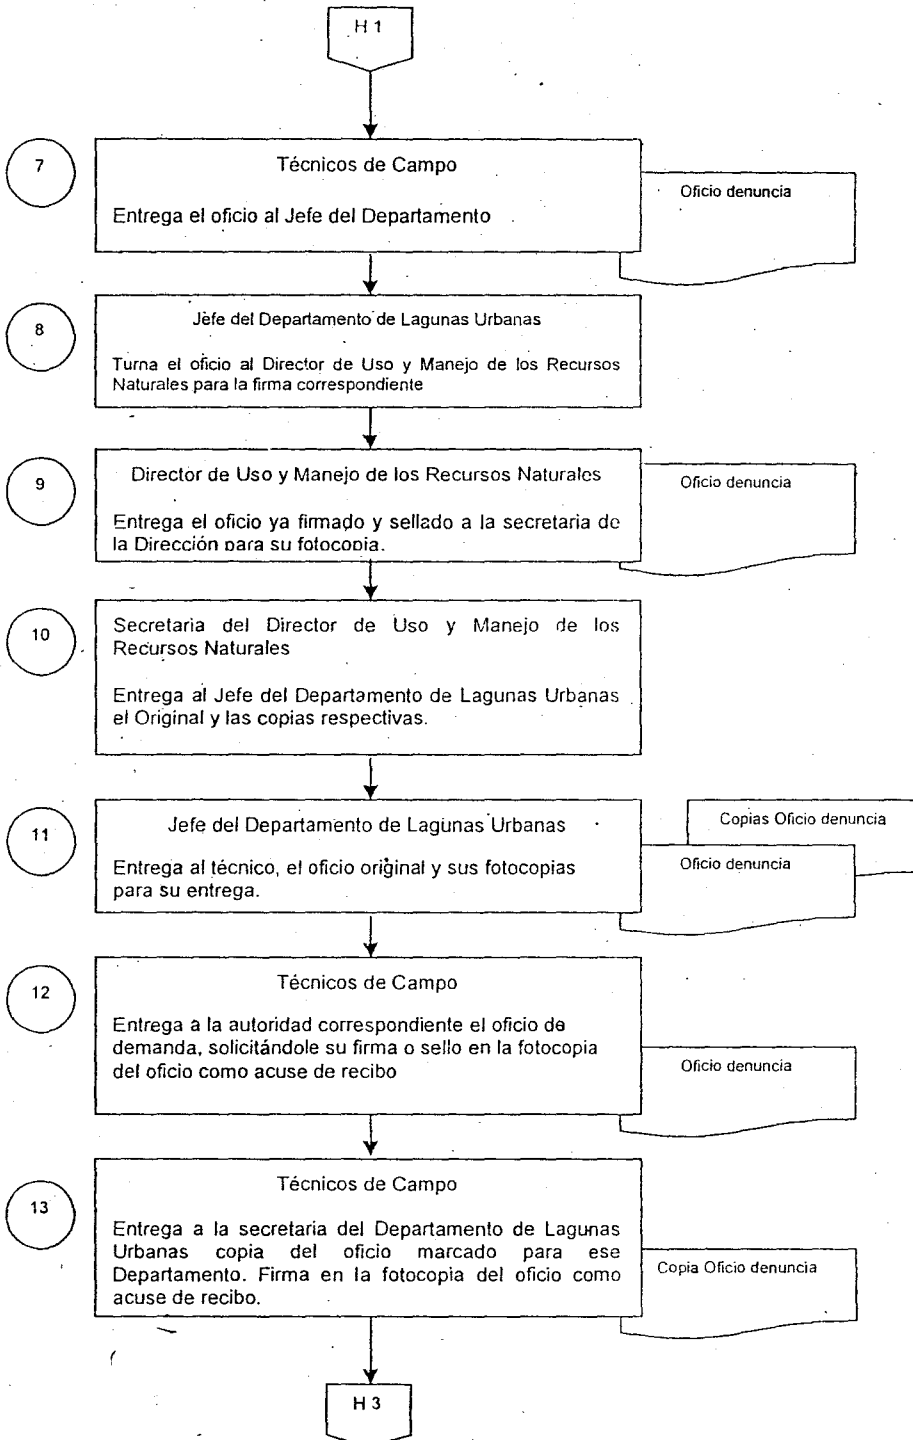 H 1
7
Técnicos de Campo
Oficio denuncia
Entrega el oficio al Jefe del Departamento
8
Jefe del Departamento de Lagunas Urbanas
Turna el oficio al Director de Uso y Manejo de los Recursos
Naturales para la firma correspondiente
9
Director de Uso y Manejo de los Recursos Naturales
Oficio denuncia
Entrega el oficio ya firmado y sellado a la secretaria de
la Dirección para su fotocopia.
10
Secretaria del Director de Uso y Manejo de los
Recursos Naturales
Entrega al Jefe del Departamento de Lagunas Urbanas
el Original y las copias respectivas.
11
Jefe del Departamento de Lagunas Urbanas
Copias Oficio denuncia
Oficio denuncia
Entrega al técnico, el oficio original y sus fotocopias
para su entrega.
12
Técnicos de Campo
Entrega a la autoridad correspondiente el oficio de
demanda, solicitándole su firma o sello en la fotocopia
del oficio como acuse de recibo
Oficio denuncia
13
Técnicos de Campo
Entrega a la secretaria del Departamento de Lagunas
Urbanas copia del oficio marcado para ese
Departamento. Firma en la fotocopia del oficio como
acuse de recibo.
Copia Oficio denuncia
H 3